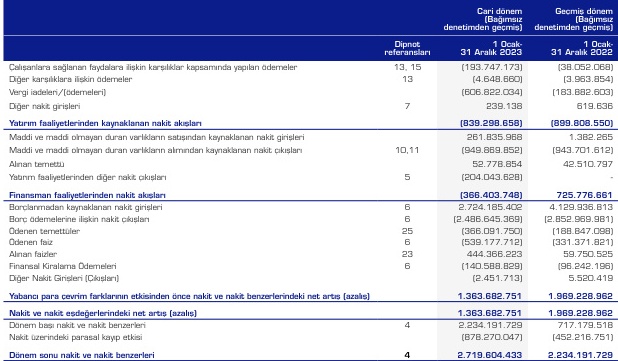 Cari dönem Geçmiş dönem
(Bağımsız (Bağımsız
denetimden geçmiş) denetimden geçmiş)
Dipnot 1 Ocak- 1 Ocak-
referansları 31 Aralık 2023 31 Aralık 2022
Çalışanlara sağlanan faydalara ilişkin karşılıklar kapsamında yapılan ödemeler 13, 15 (193.747.173) (38.052.068)
Diğer karşılıklara ilişkin ödemeler 13 (4.648.660) (3.963.854)
Vergi iadeleri/(ödemeleri) (606.822.034) (183.882.603)
Diğer nakit girişleri 7 239.138 619.636
Yatırım faaliyetlerinden kaynaklanan nakit akışları (839.298.658) (899.808.550)
Maddi ve maddi olmayan duran varlıkların satışından kaynaklanan nakit girişleri 261.835.968 1.382.265
Maddi ve maddi olmayan duran varlıkların alımından kaynaklanan nakit çıkışları 10,11 (949.869.852) (943.701.612)
Alınan temettü 52.778.854 42.510.797
Yatırım faaliyetlerinden diğer nakit çıkışları 5 (204.043.628) -
Finansman faaliyetlerinden nakit akışları (366.403.748) 725.776.661
Borçlanmadan kaynaklanan nakit girişleri 6 2.724.185.402 4.129.936.813
Borç ödemelerine ilişkin nakit çıkışları 6 (2.486.645.369) (2.852.969.981)
Ödenen temettüler 25 (366.091.750) (188.847.098)
Ödenen faiz 6 (539.177.712) (331.371.821)
Alınan faizler 23 444.366.223 59.750.525
Finansal Kiralama Ödemeleri 6 (140.588.829) (96.242.196)
Diğer Nakit Girişleri (Çıkışları) (2.451.713) 5.520.419
Yabancı para çevrim farklarının etkisinden önce nakit ve nakit benzerlerindeki net artış (azalış) 1.363.682.751 1.969.228.962
Nakit ve nakit eşdeğerlerindeki net artış (azalış) 1.363.682.751 1.969.228.962
Dönem başı nakit ve nakit benzerleri 4 2.234.191.729 717.179.518
Nakit üzerindeki parasal kayıp etkisi (878.270.047) (452.216.751)
Dönem sonu nakit ve nakit benzerleri 4 2.719.604.433 2.234.191.729